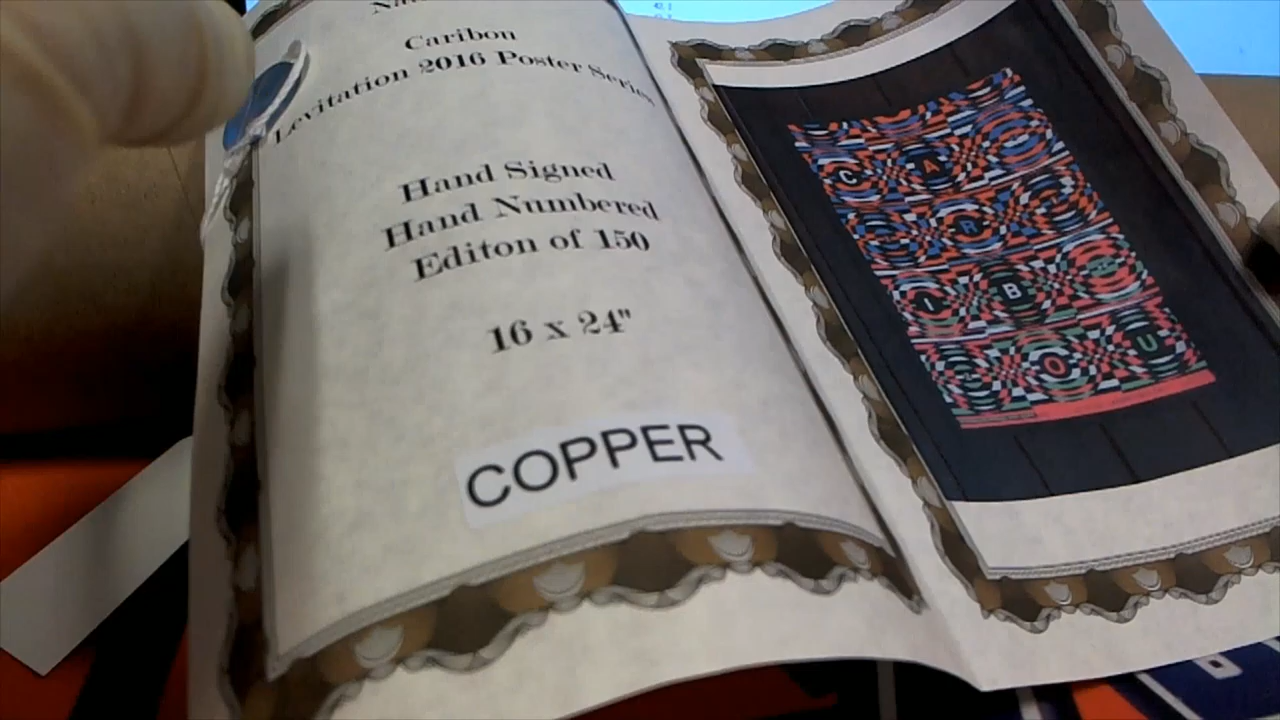 Caribou
Levitation 2016 Poster Series
Hand Signed
Hand Numbered
Editon of 150
16 x 24"
COPPER
C A
R
I B
O U